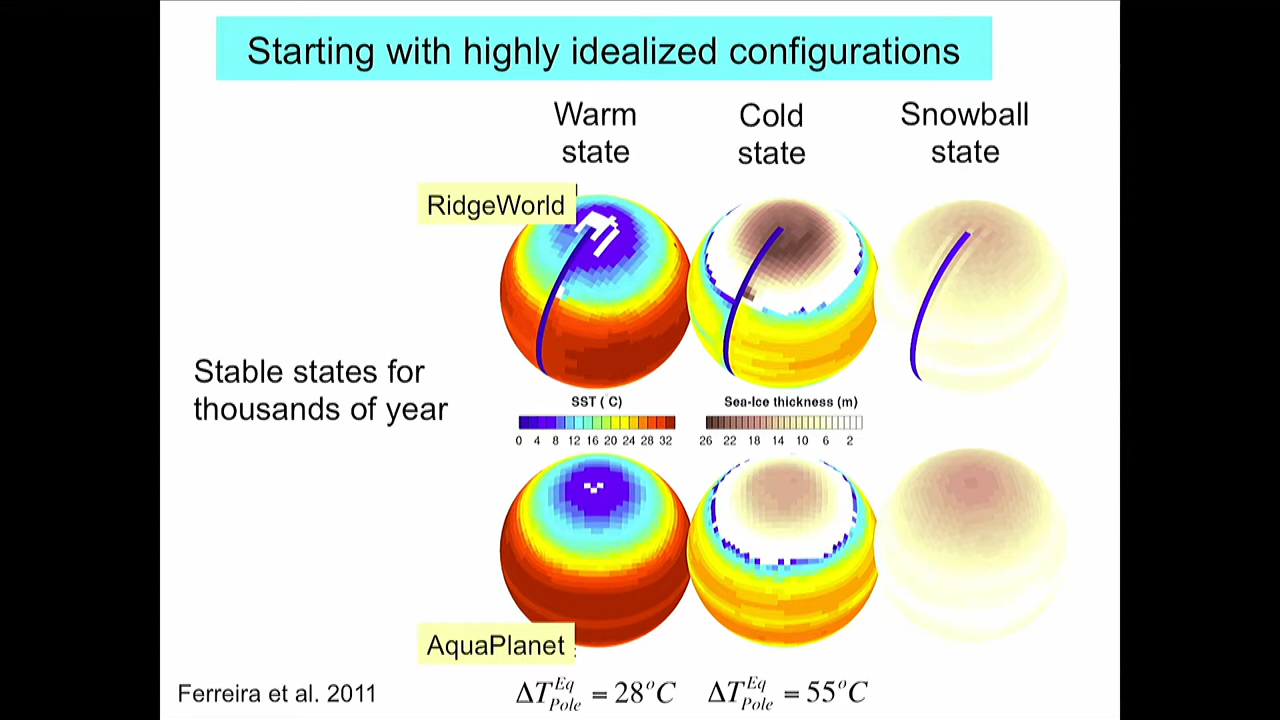 Starting with highly idealized configurations
Warm
state
Cold
state
Snowball
state
RidgeWorld
Stable states for
thousands of year
SST ( C)
0 4 8 12 16 20 24 28 32
Sea-Ice thickness (m)
26 22 18 14 10 6 2
AquaPlanet
Ferreira et al. 2011
ΔT^{Eq}_{Pole} = 28°C
ΔT^{Eq}_{Pole} = 55°C